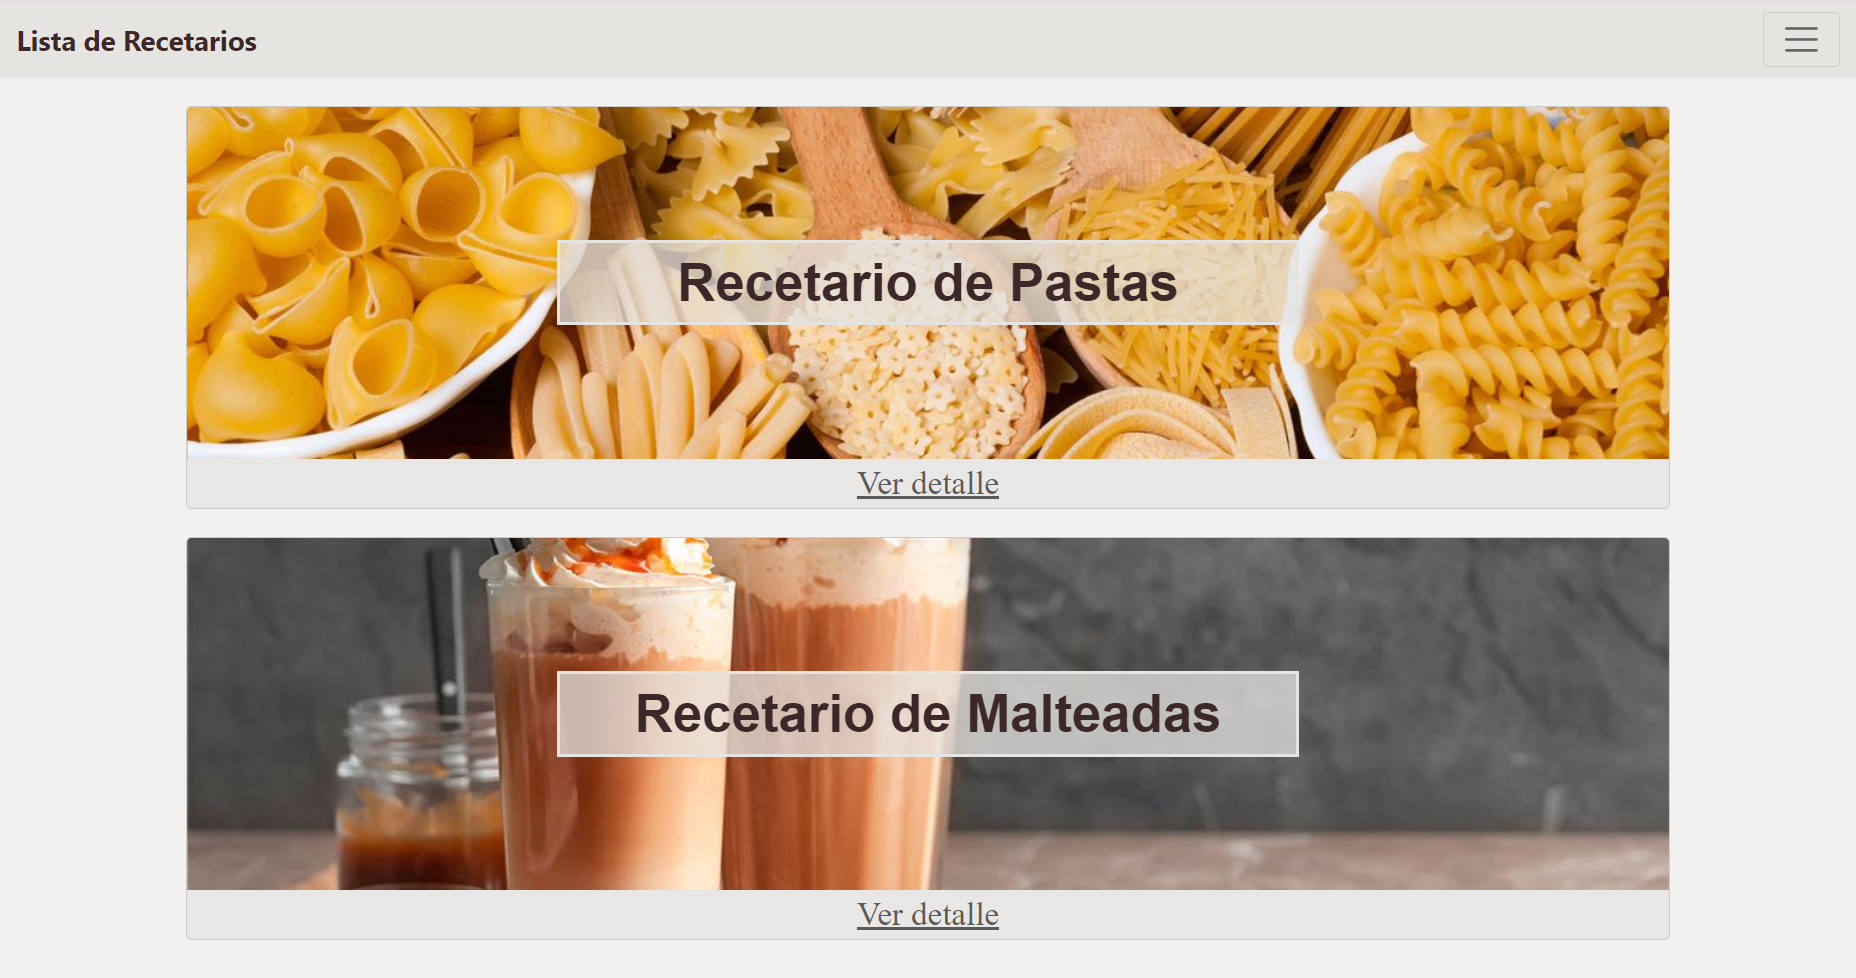 Lista de Recetarios
Recetario de Pastas
Ver detalle
Recetario de Malteadas
Ver detalle